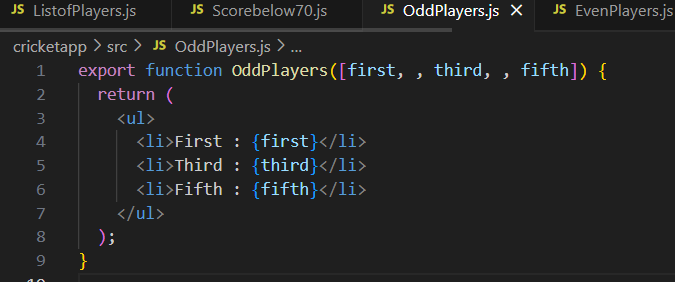 JS ListofPlayers.js JS Scorebelow70.js JS OddPlayers.js × JS EvenPlayers.js
cricketapp > src > JS OddPlayers.js > ...
1 export function OddPlayers([first, , third, , fifth]) {
2 return (
3 <ul>
4 <li>First : {first}</li>
5 <li>Third : {third}</li>
6 <li>Fifth : {fifth}</li>
7 </ul>
8 );
9 }
10